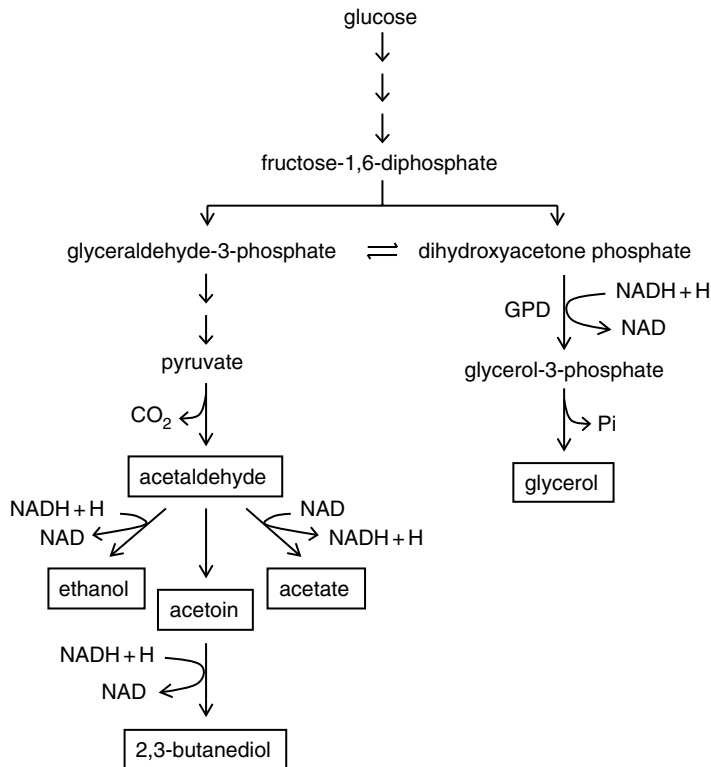 glucose
fructose-1,6-diphosphate
glyceraldehyde-3-phosphate ⇌ dihydroxyacetone phosphate
GPD
NADH + H
NAD
pyruvate
glycerol-3-phosphate
CO₂
Pi
acetaldehyde
glycerol
NADH + H
NAD
NAD
NADH + H
ethanol
acetoin
acetate
NADH + H
NAD
2,3-butanediol